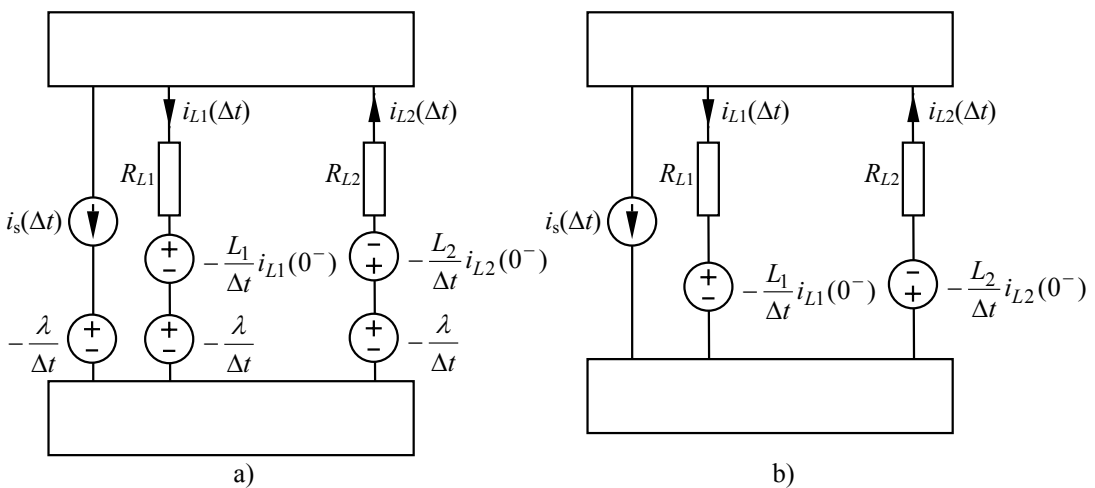 i_{L1}(Δt)
i_{L2}(Δt)
R_{L1}
R_{L2}
i_s(Δt)
+
−
− \frac{L_1}{Δt} i_{L1}(0^−)
−
+
− \frac{L_2}{Δt} i_{L2}(0^−)
− \frac{λ}{Δt}
+
−
+
−
− \frac{λ}{Δt}
+
−
− \frac{λ}{Δt}
a)
i_{L1}(Δt)
i_{L2}(Δt)
R_{L1}
R_{L2}
i_s(Δt)
+
−
− \frac{L_1}{Δt} i_{L1}(0^−)
−
+
− \frac{L_2}{Δt} i_{L2}(0^−)
b)